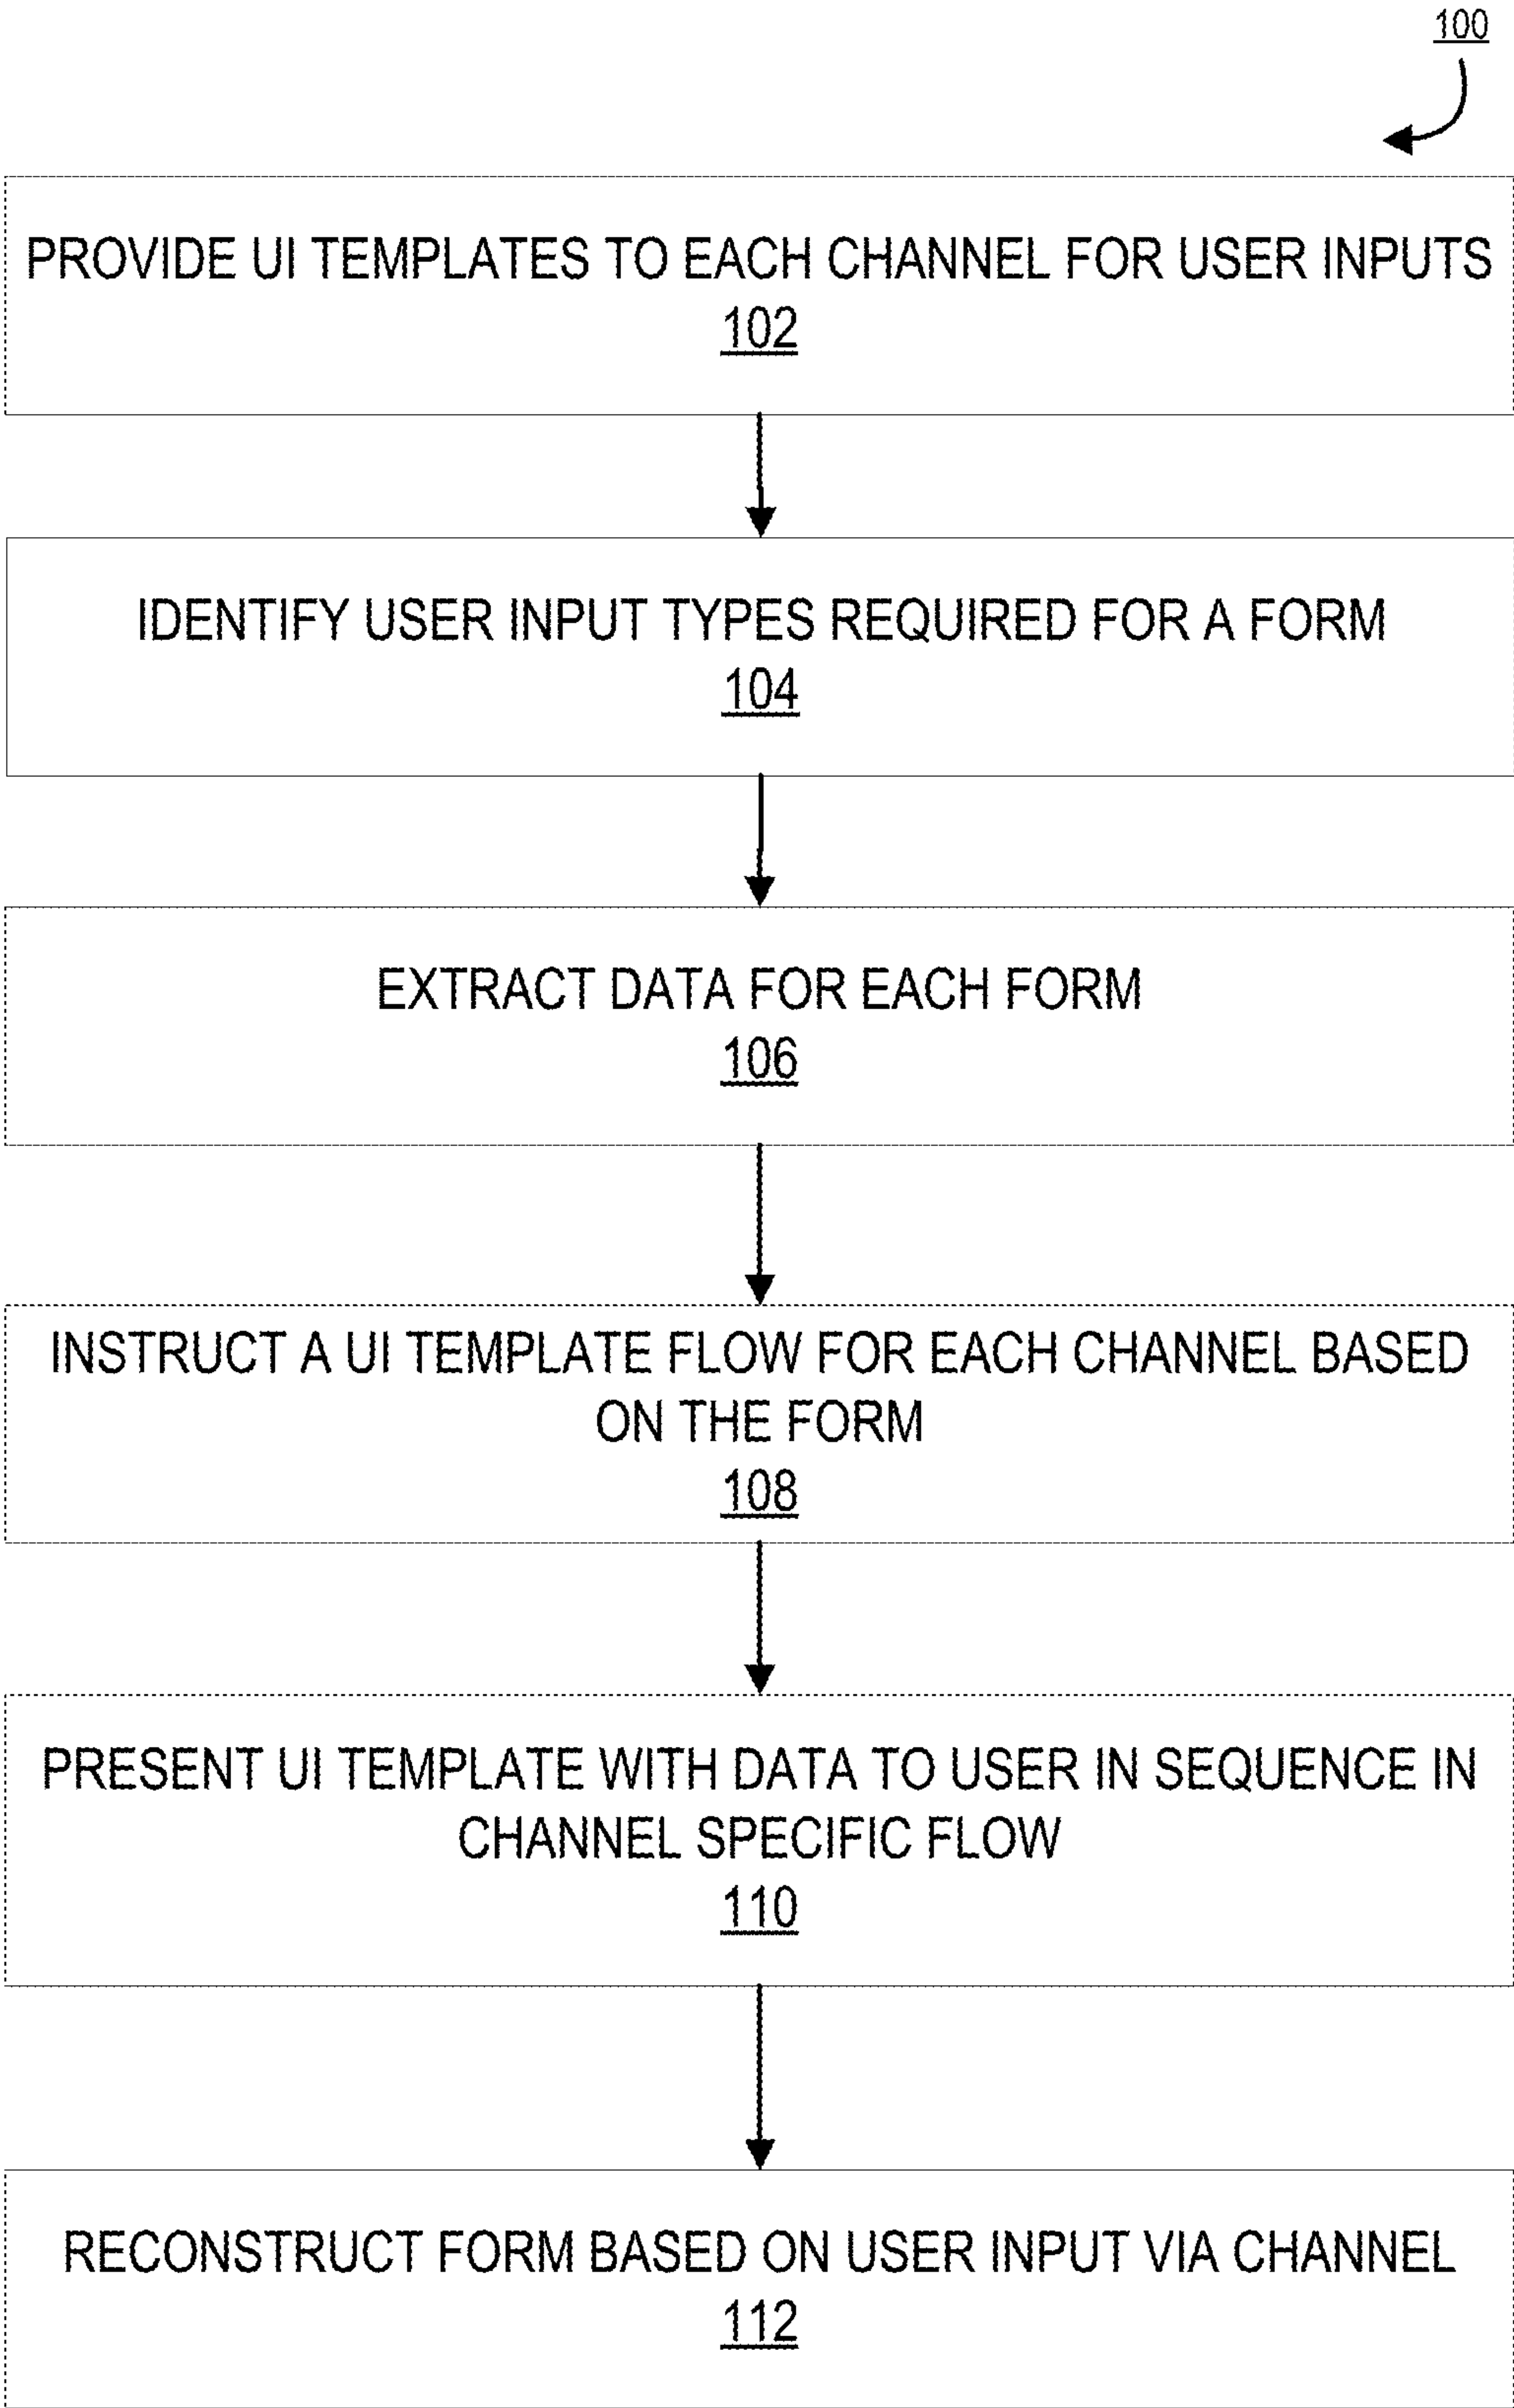 100
PROVIDE UI TEMPLATES TO EACH CHANNEL FOR USER INPUTS
102
IDENTIFY USER INPUT TYPES REQUIRED FOR A FORM
104
EXTRACT DATA FOR EACH FORM
106
INSTRUCT A UI TEMPLATE FLOW FOR EACH CHANNEL BASED
ON THE FORM
108
PRESENT UI TEMPLATE WITH DATA TO USER IN SEQUENCE IN
CHANNEL SPECIFIC FLOW
110
RECONSTRUCT FORM BASED ON USER INPUT VIA CHANNEL
112